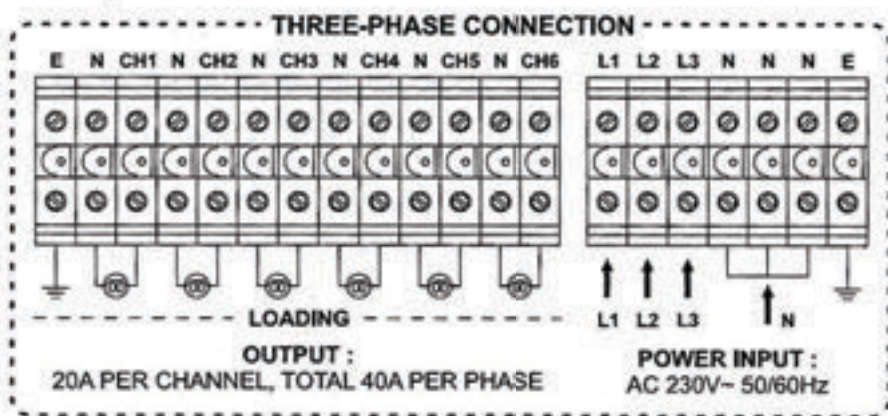 THREE-PHASE CONNECTION
E N CH1 N CH2 N CH3 N CH4 N CH5 N CH6 L1 L2 L3 N N N E
L1 L2 L3 N
LOADING
OUTPUT :
20A PER CHANNEL, TOTAL 40A PER PHASE
POWER INPUT :
AC 230V~ 50/60Hz